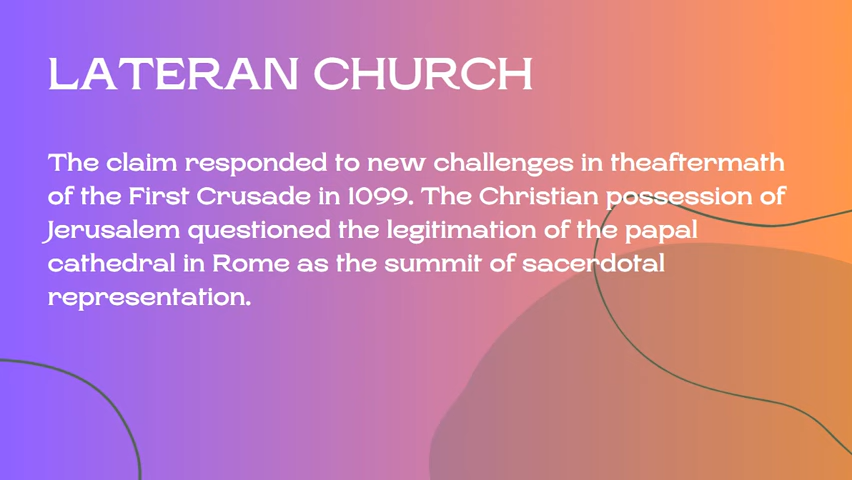 LATERAN CHURCH
The claim responded to new challenges in theaftermath
of the First Crusade in 1099. The Christian possession of
Jerusalem questioned the legitimation of the papal
cathedral in Rome as the summit of sacerdotal
representation.